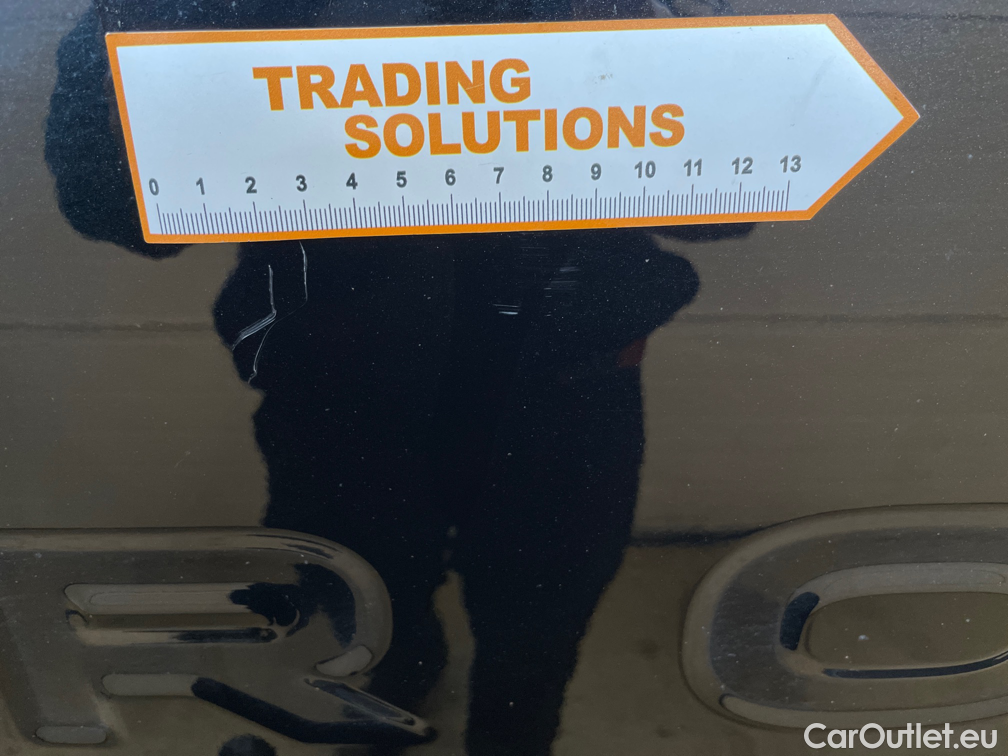 TRADING
SOLUTIONS
0 1 2 3 4 5 6 7 8 9 10 11 12 13
R O
CarOutlet.eu